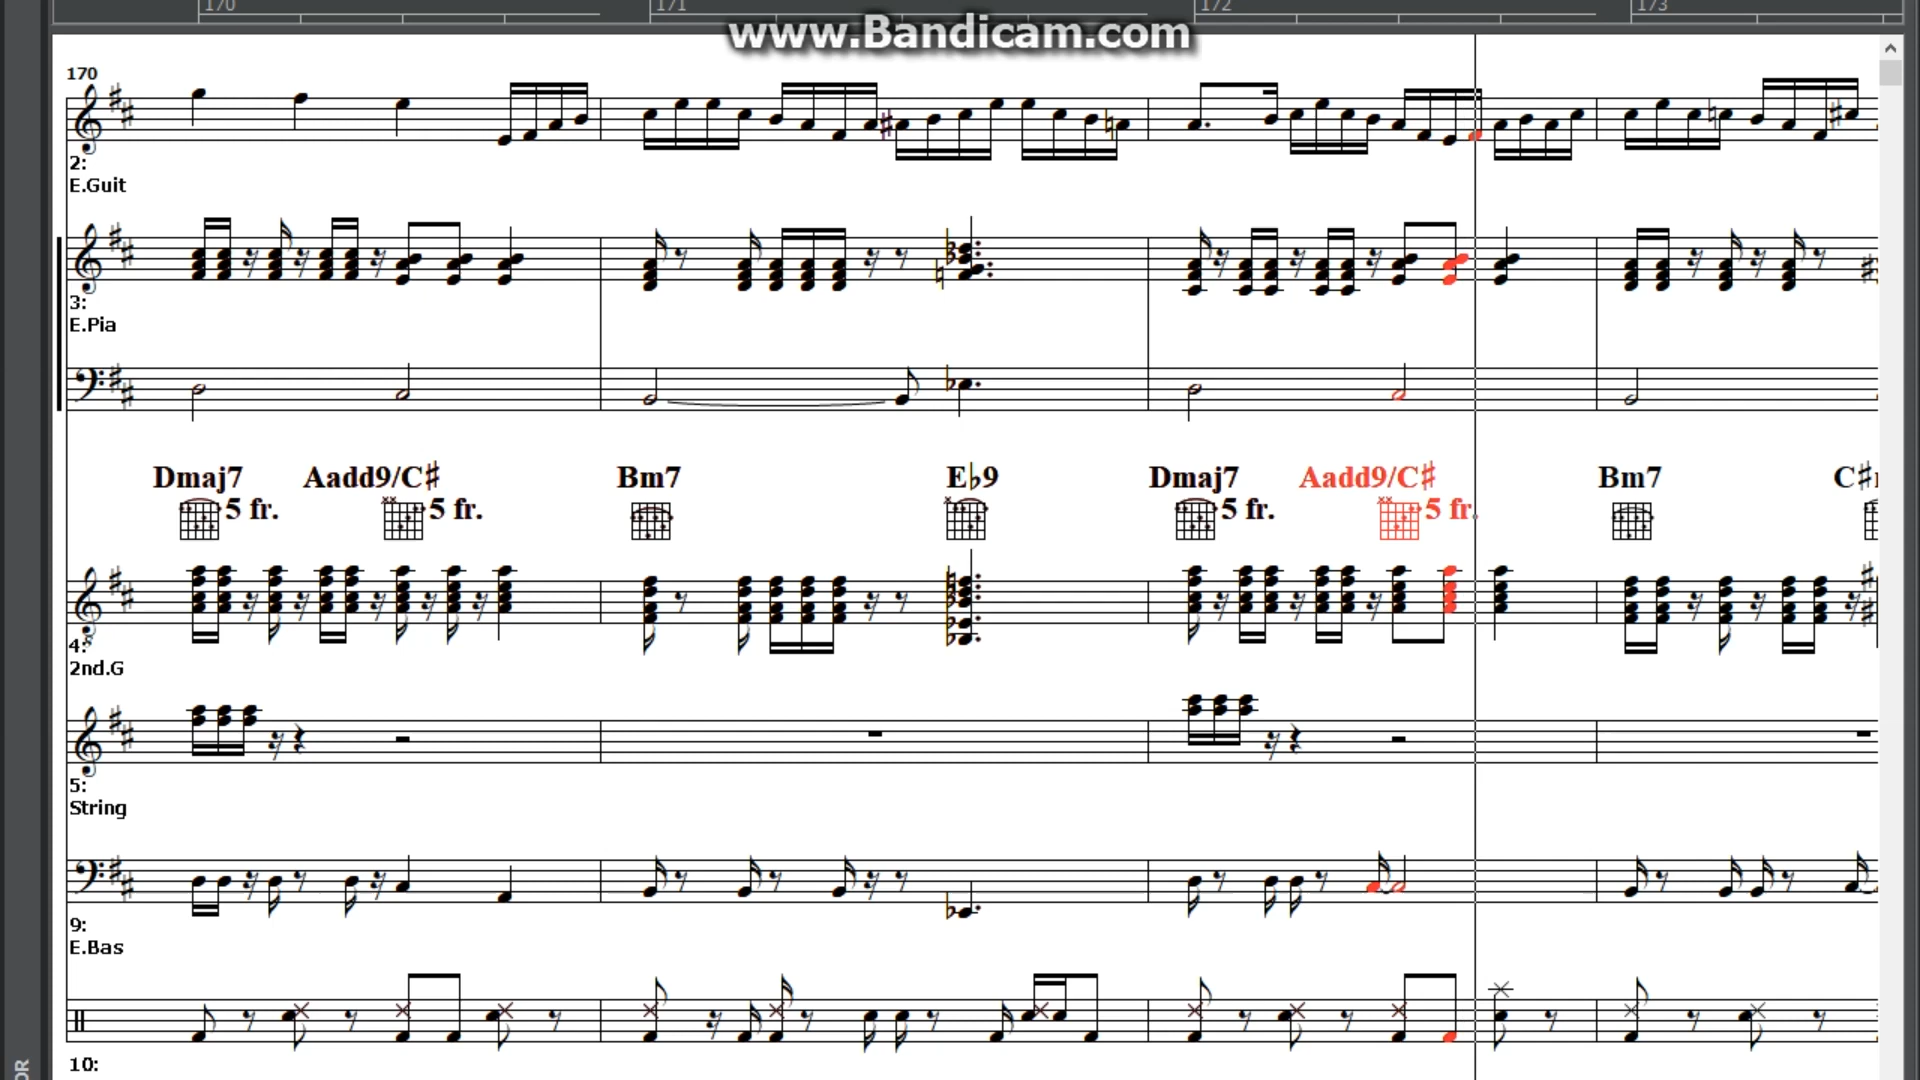 170 171 172 173
www.Bandicam.com
170
2:
E.Guit
3:
E.Pia
Dmaj7 Aadd9/C♯ Bm7 E♭9 Dmaj7 Aadd9/C♯ Bm7
5 fr. 5 fr. 5 fr. 5 fr.
4:
2nd.G
5:
String
9:
E.Bas
10: